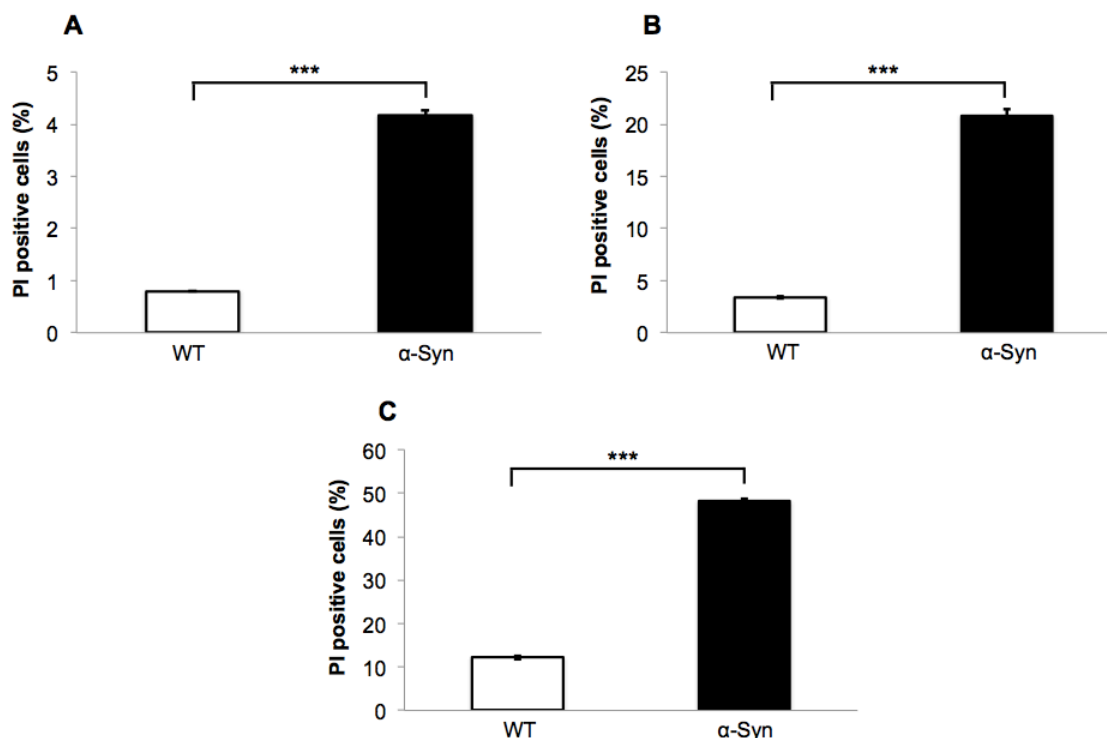 A
PI positive cells (%)
5
4
3
2
1
0
***
WT
α-Syn
B
PI positive cells (%)
25
20
15
10
5
0
***
WT
α-Syn
C
PI positive cells (%)
60
50
40
30
20
10
0
***
WT
α-Syn